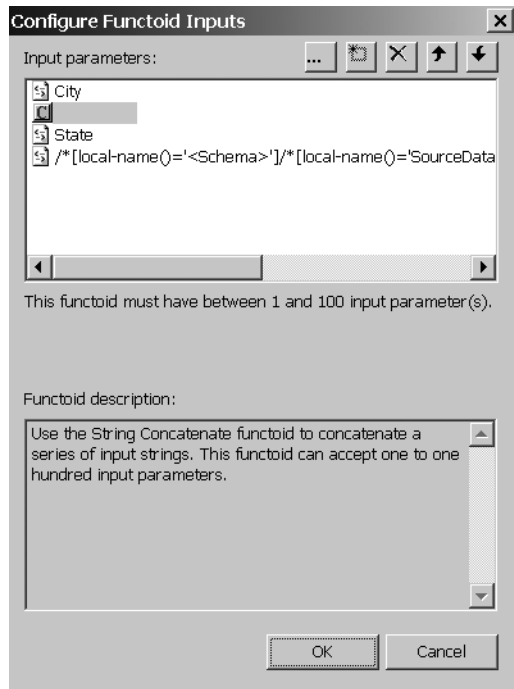 Configure Functoid Inputs
Input parameters:
...
City
C
State
/*[local-name()='<Schema>']/*[local-name()='SourceData
This functoid must have between 1 and 100 input parameter(s).
Functoid description:
Use the String Concatenate functoid to concatenate a
series of input strings. This functoid can accept one to one
hundred input parameters.
OK
Cancel